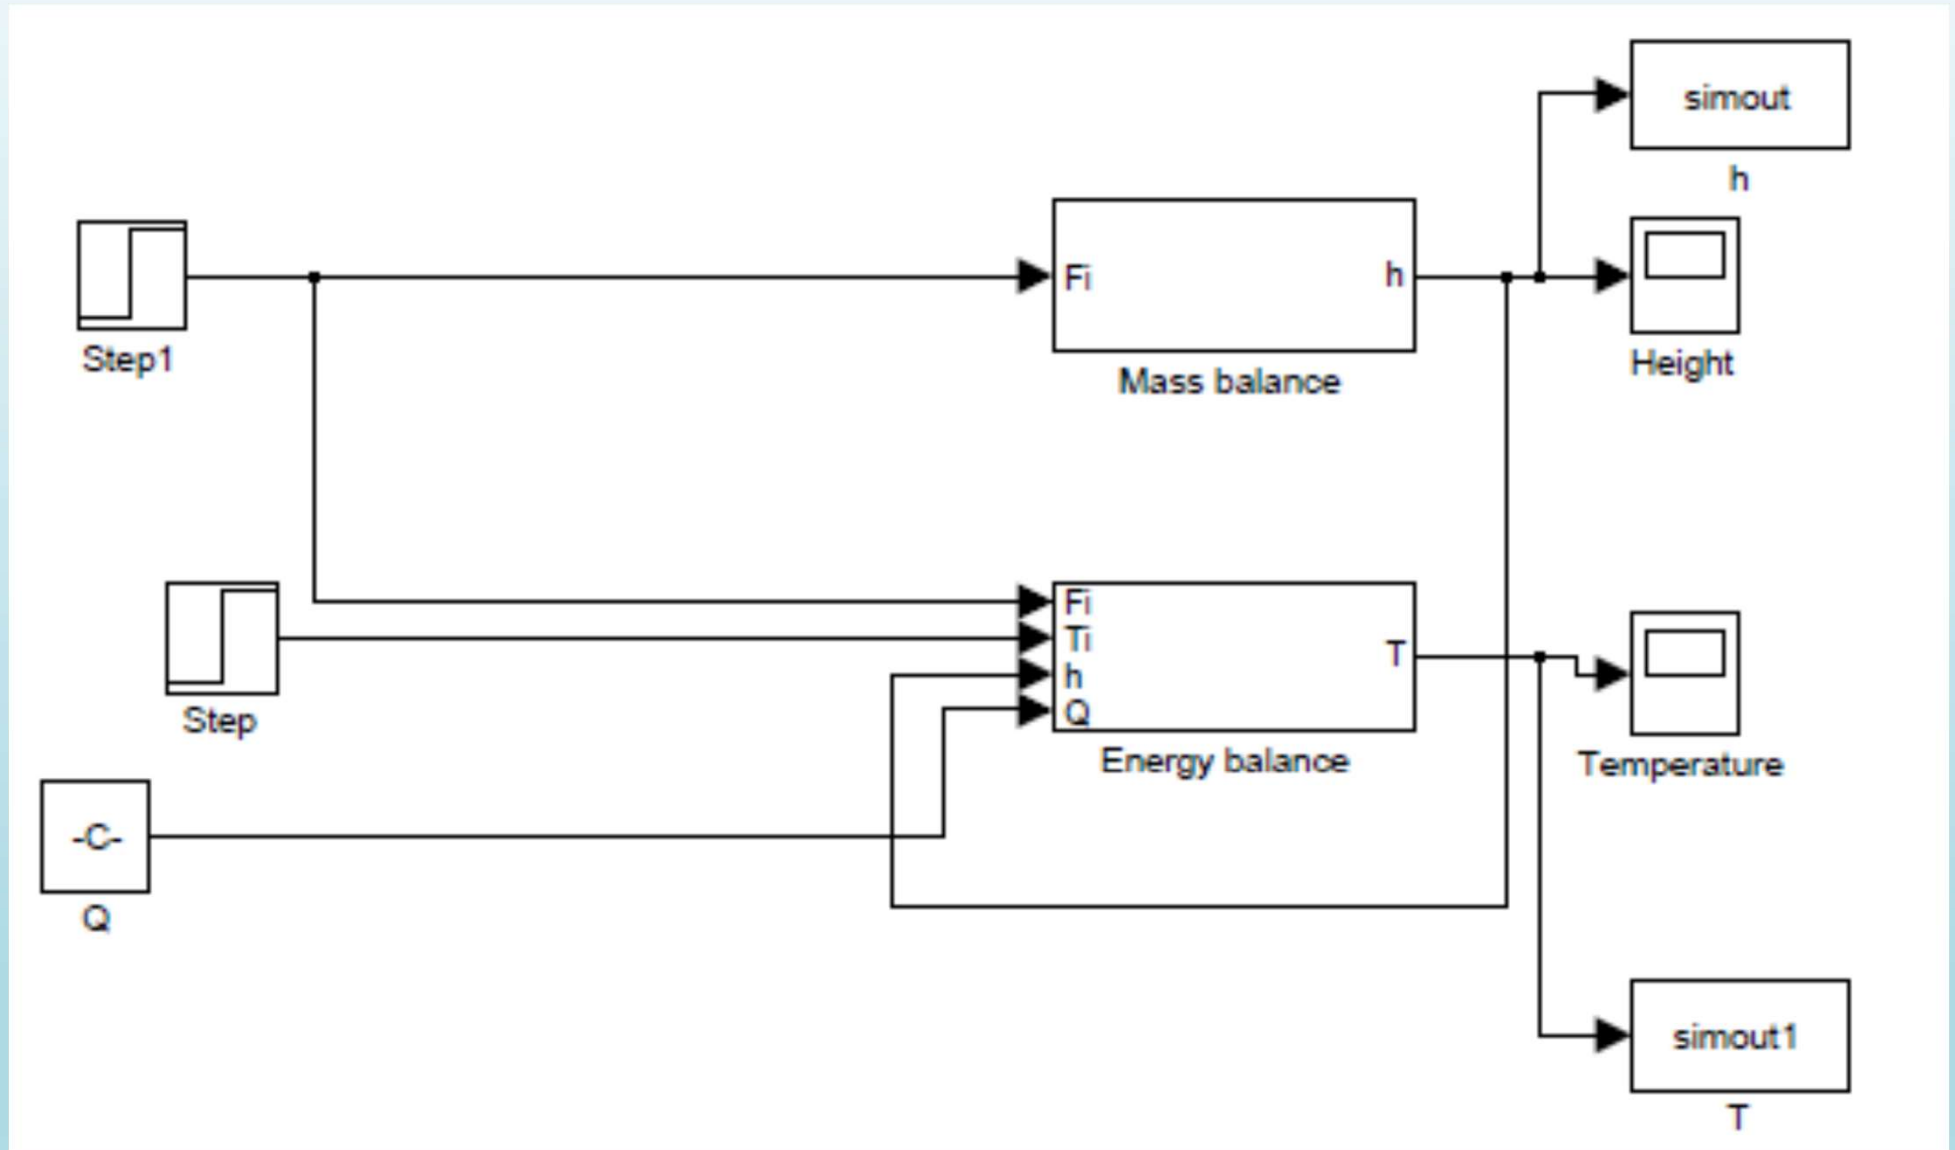 simout
h
Step1
Fi
h
Mass balance
Height
Step
Fi
Ti
h
Q
T
Energy balance
Temperature
-C-
Q
simout1
T